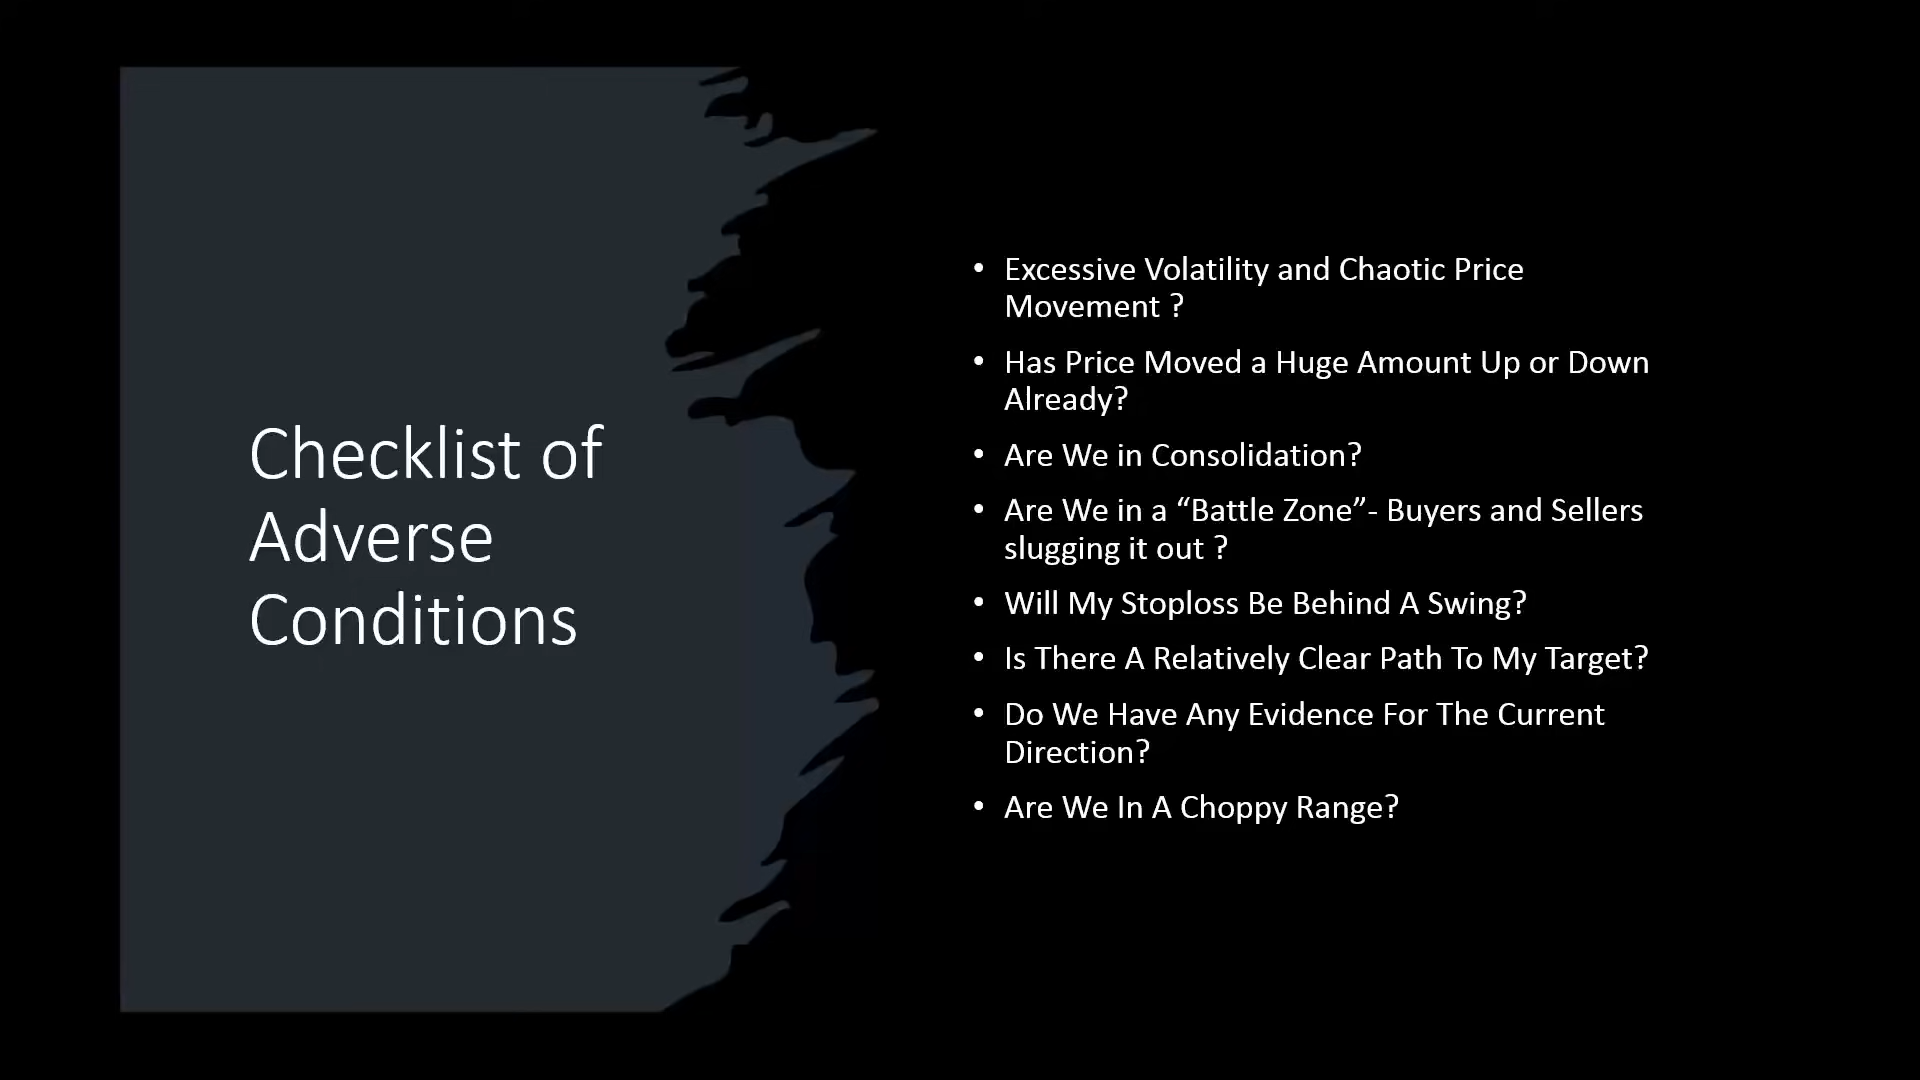 Checklist of
Adverse
Conditions
• Excessive Volatility and Chaotic Price
Movement ?
• Has Price Moved a Huge Amount Up or Down
Already?
• Are We in Consolidation?
• Are We in a “Battle Zone”- Buyers and Sellers
slugging it out ?
• Will My Stoploss Be Behind A Swing?
• Is There A Relatively Clear Path To My Target?
• Do We Have Any Evidence For The Current
Direction?
• Are We In A Choppy Range?